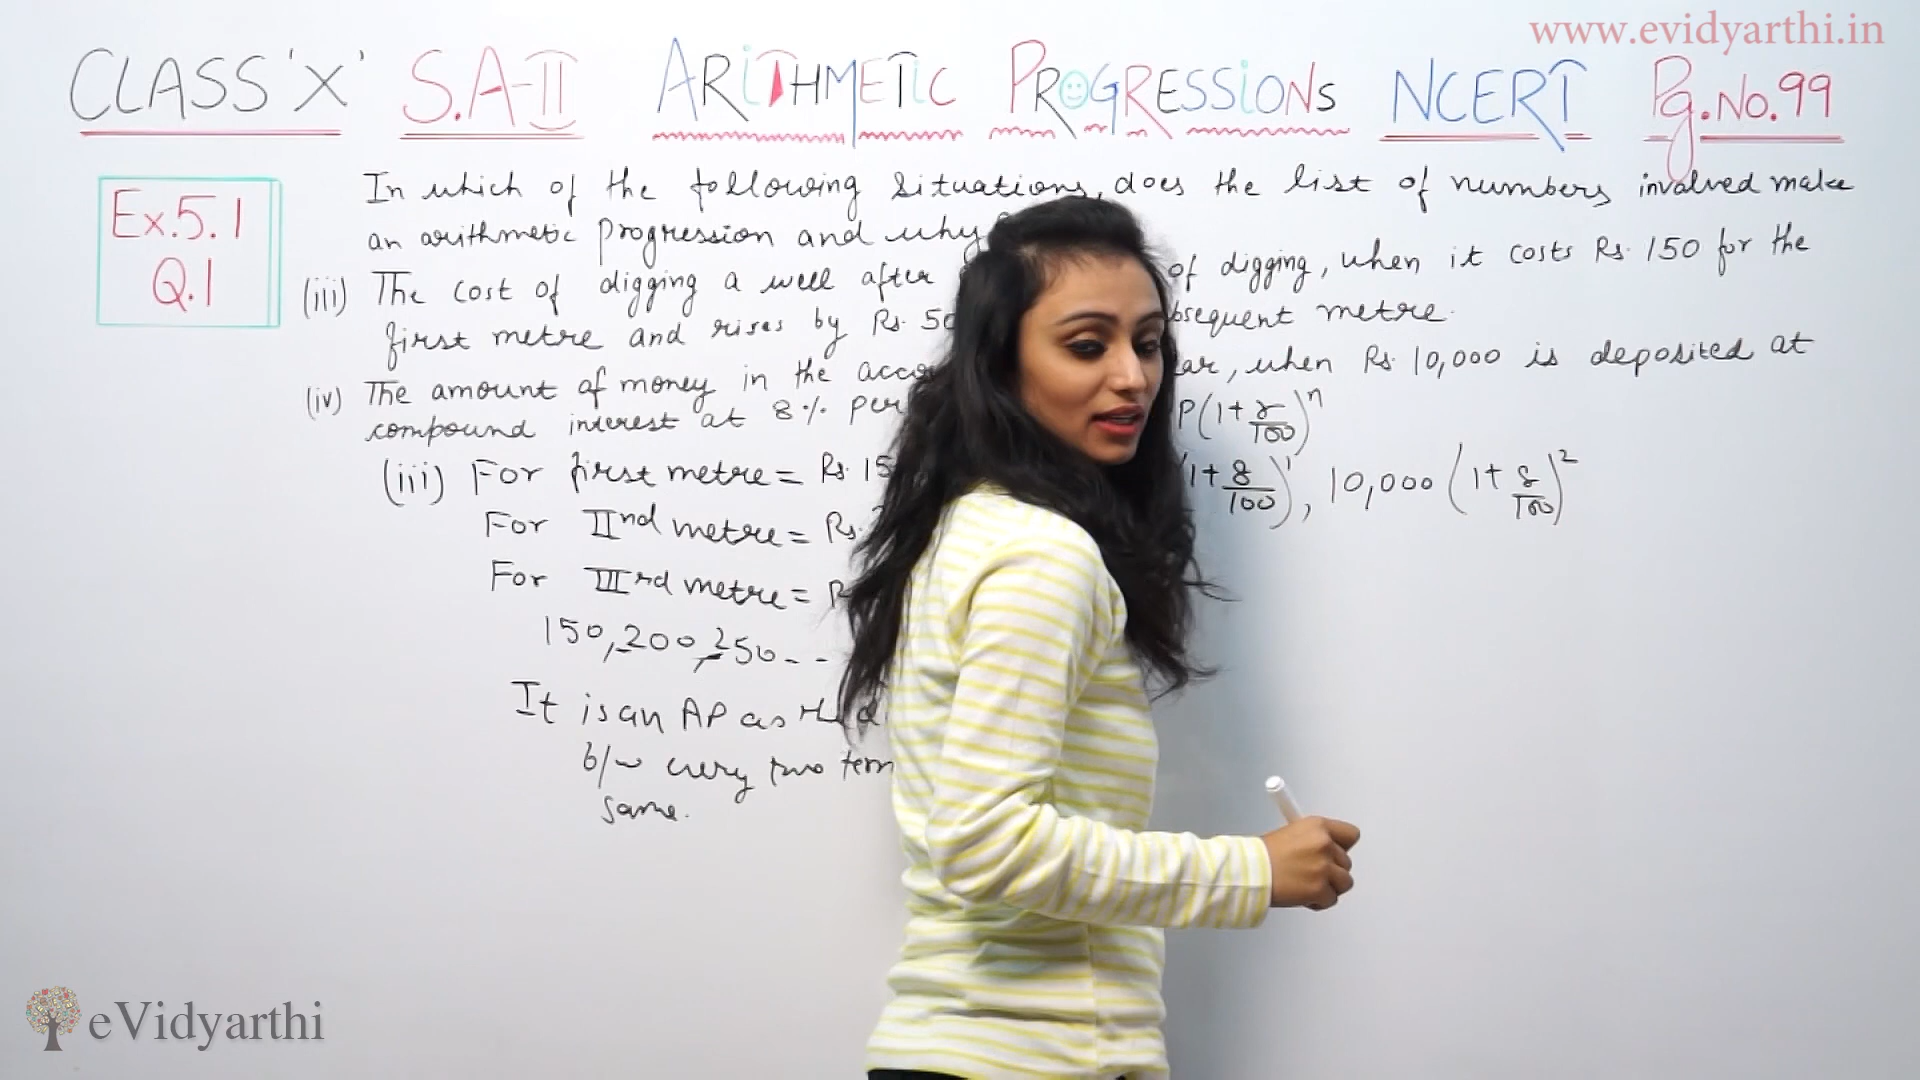 www.evidyarthi.in
CLASS 'X' S.A-II ARITHMETIC PROGRESSIONS NCERT Pg.No.99
Ex.5.1
Q.1
In which of the following situations, does the list of numbers involved make
an arithmetic progression and why
(iii) The cost of digging a well after of digging, when it costs Rs. 150 for the
first metre and rises by Rs. 50 metre.
(iv) The amount of money in the when Rs. 10,000 is deposited at
compound interest at 8% per
P(1+r/100)^n
(iii) For first metre = Rs.
(1+8/100)^1, 10,000 (1+8/100)^2
For IInd metre = Rs.
For IIIrd metre =
150, 200, 250 - -
It is an AP as the
b/w every two
same.
eVidyarthi